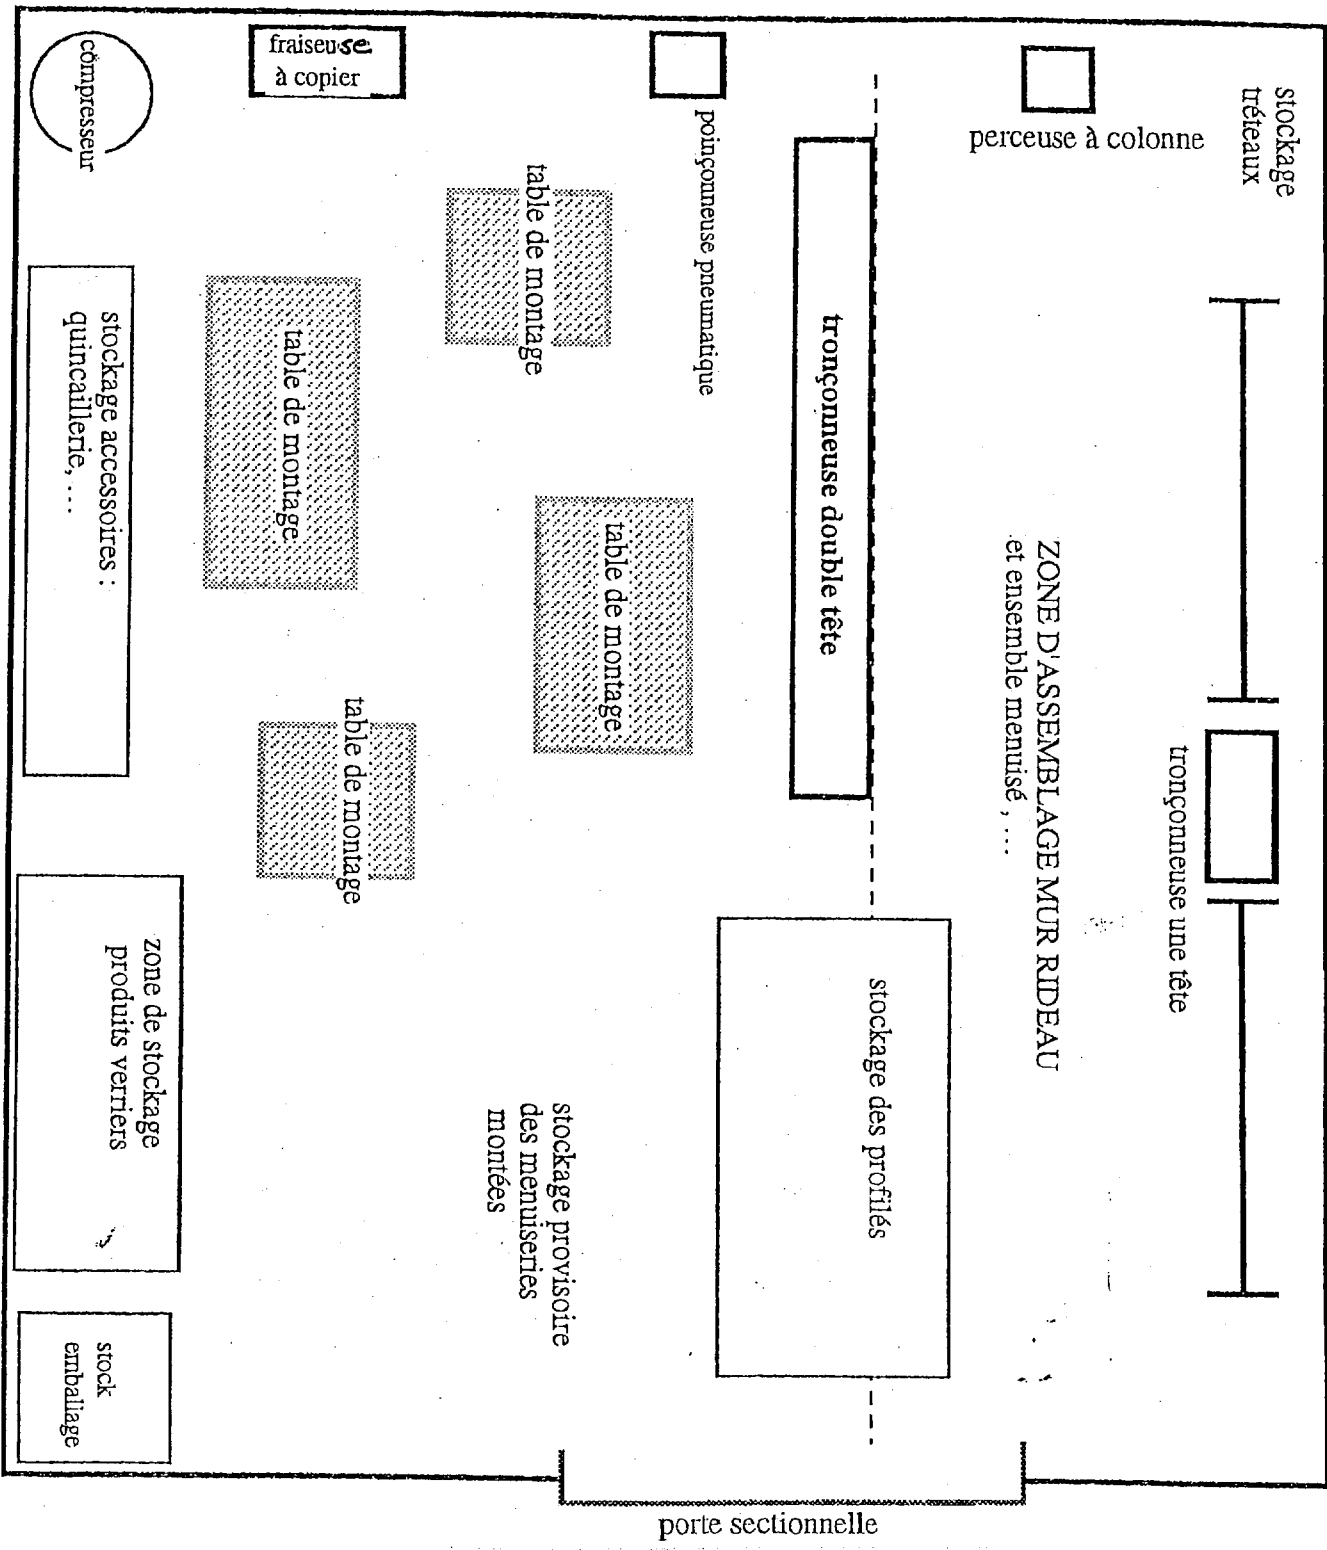 compresseur
fraiseuse
à copier
poinçonneuse pneumatique
perceuse à colonne
stockage
tréteaux
table de montage
table de montage
stockage accessoires :
quincaillerie, ...
tronçonneuse double tête
table de montage
table de montage
ZONE D'ASSEMBLAGE MUR RIDEAU
et ensemble menuisé , ...
tronçonneuse une tête
zone de stockage
produits verriers
stockage des profilés
stockage provisoire
des menuiseries
montées
stock
emballage
porte sectionnelle